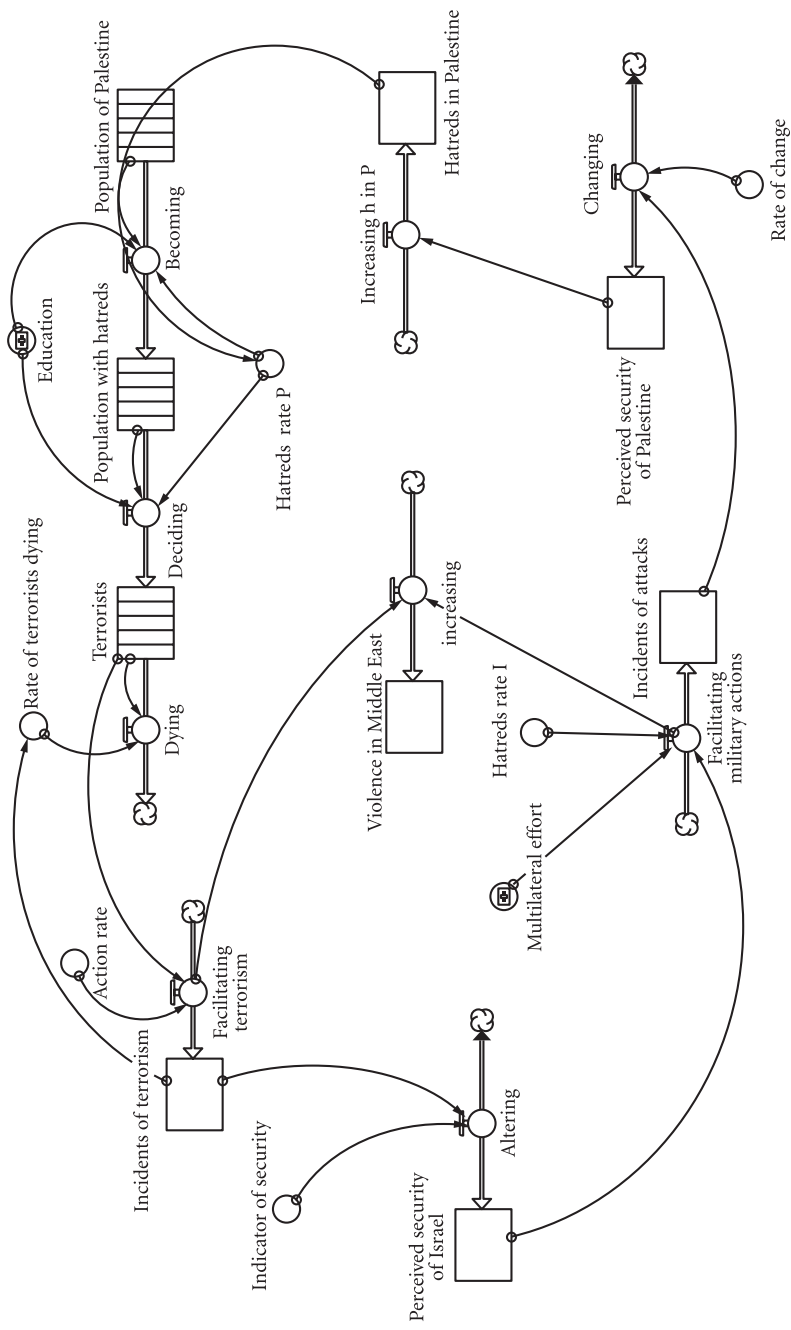 Rate of terrorists dying
Education
Action rate
Terrorists
Population with hatreds
Population of Palestine
Incidents of terrorism
Dying
Deciding
Becoming
Facilitating
terrorism
Indicator of security
Hatreds rate P
Violence in Middle East
Increasing h in P
Perceived security
of Israel
increasing
Hatreds in Palestine
Hatreds rate I
Altering
Multilateral effort
Changing
Perceived security
of Palestine
Incidents of attacks
Facilitating
military actions
Rate of change